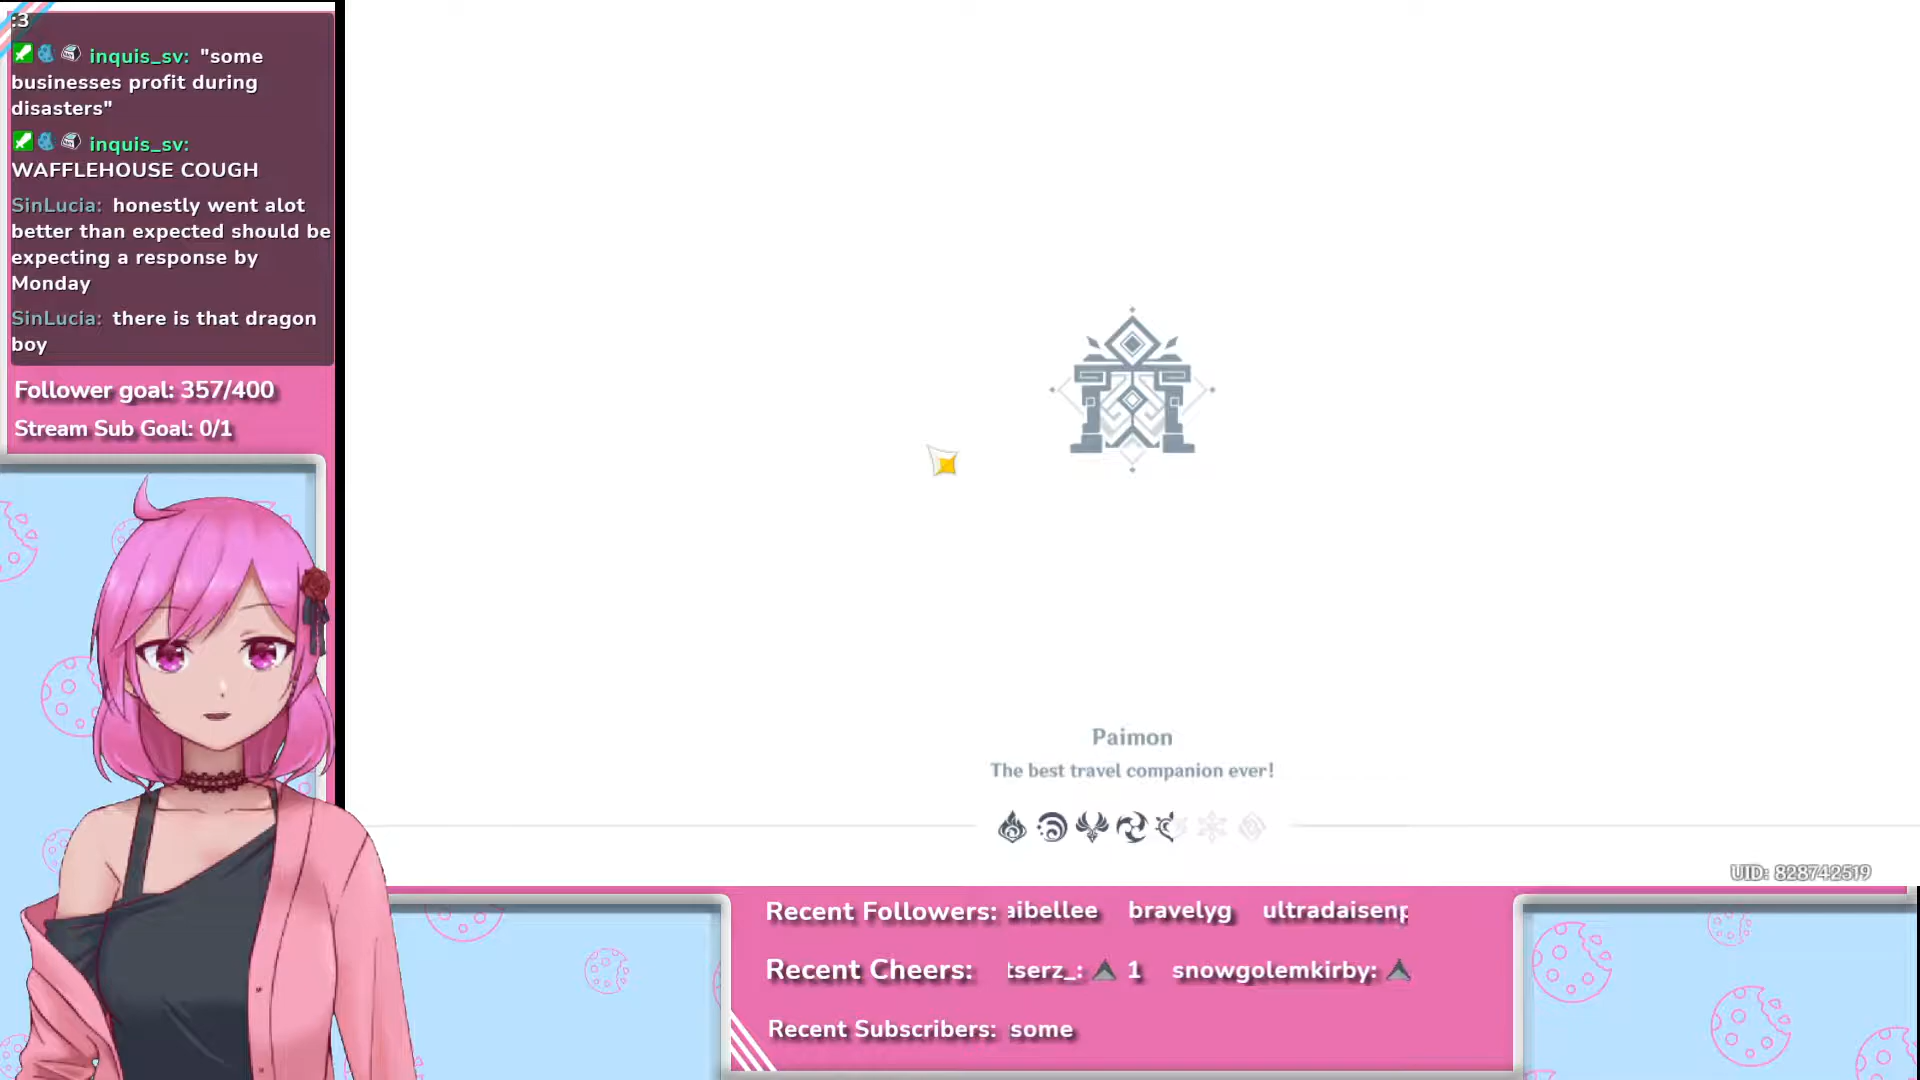 :3
inquis_sv: "some
businesses profit during
disasters"
inquis_sv:
WAFFLEHOUSE COUGH
SinLucia: honestly went alot
better than expected should be
expecting a response by
Monday
SinLucia: there is that dragon
boy
Follower goal: 357/400
Stream Sub Goal: 0/1
Paimon
The best travel companion ever!
UID: 828742519
Recent Followers: aibellee bravelyg ultradaisenp
Recent Cheers: tserz_: 1 snowgolemkirby:
Recent Subscribers: some